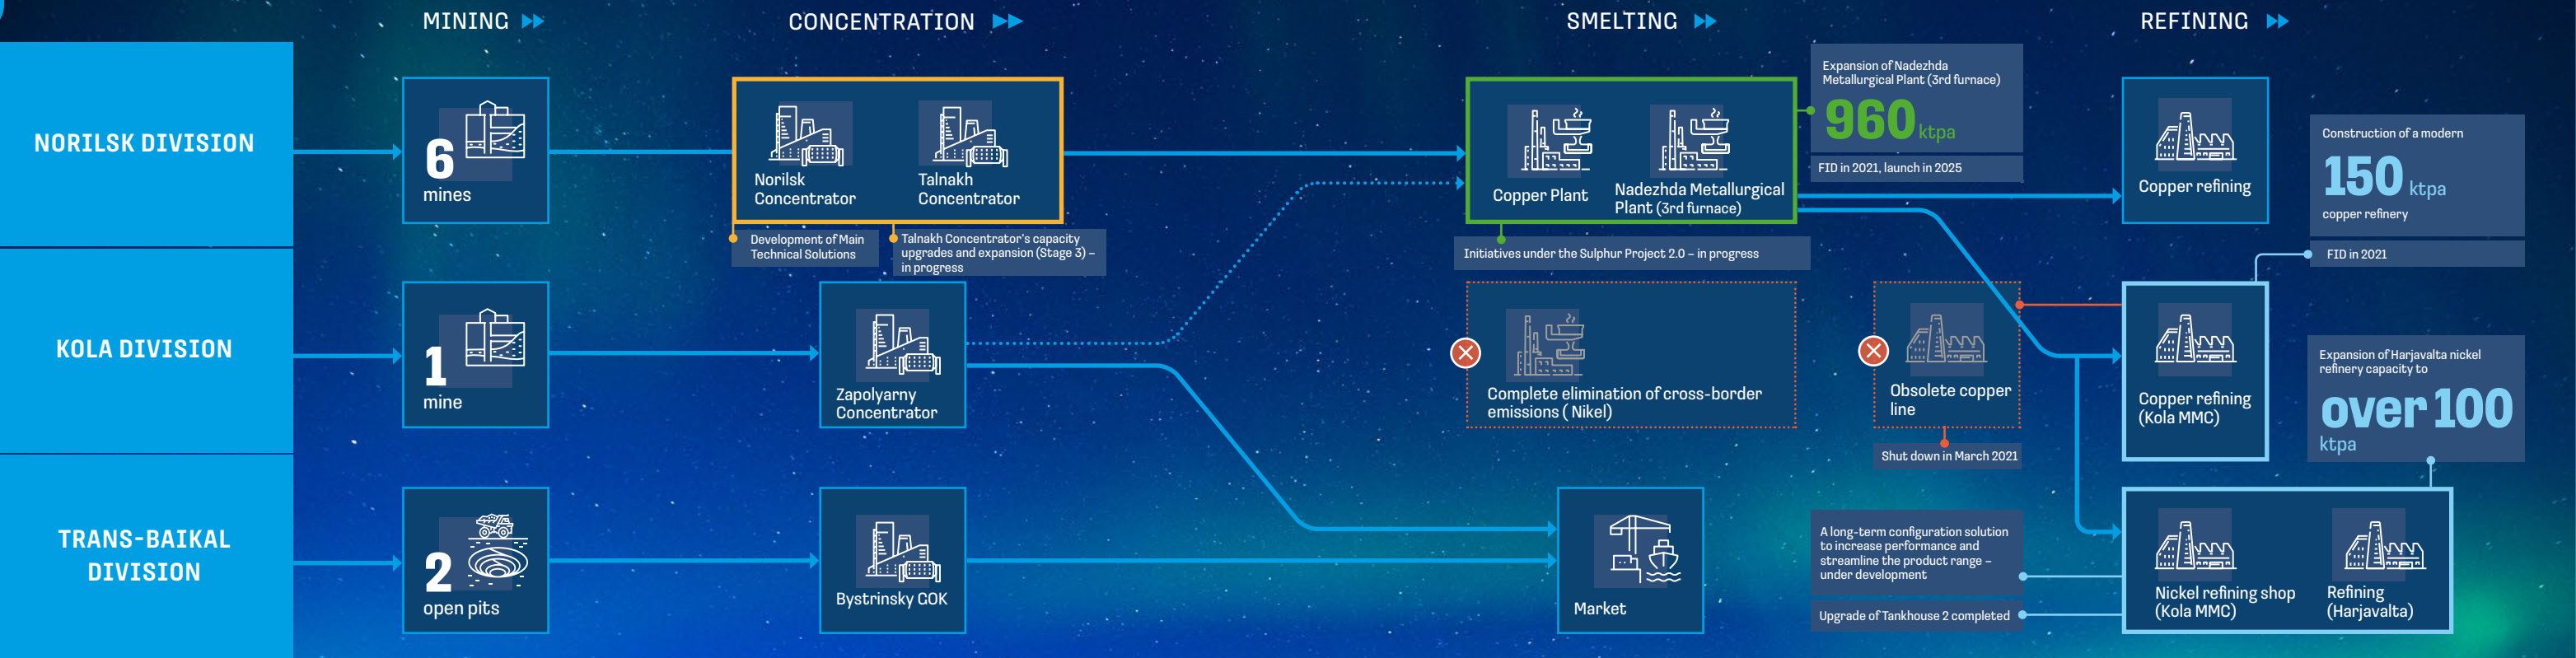 MINING
CONCENTRATION
SMELTING
REFINING
NORILSK DIVISION
6
mines
Norilsk
Concentrator
Talnakh
Concentrator
Development of Main
Technical Solutions
Talnakh Concentrator's capacity
upgrades and expansion (Stage 3) –
in progress
Copper Plant
Nadezhda Metallurgical
Plant (3rd furnace)
Initiatives under the Sulphur Project 2.0 – in progress
Expansion of Nadezhda
Metallurgical Plant (3rd furnace)
960 ktpa
FID in 2021, launch in 2025
Copper refining
Construction of a modern
150 ktpa
copper refinery
FID in 2021
KOLA DIVISION
1
mine
Zapolyarny
Concentrator
Complete elimination of cross-border
emissions ( Nikel)
Obsolete copper
line
Shut down in March 2021
Copper refining
(Kola MMC)
Expansion of Harjavalta nickel
refinery capacity to
over 100
ktpa
TRANS-BAIKAL
DIVISION
2
open pits
Bystrinsky GOK
Market
A long-term configuration solution
to increase performance and
streamline the product range –
under development
Upgrade of Tankhouse 2 completed
Nickel refining shop
(Kola MMC)
Refining
(Harjavalta)